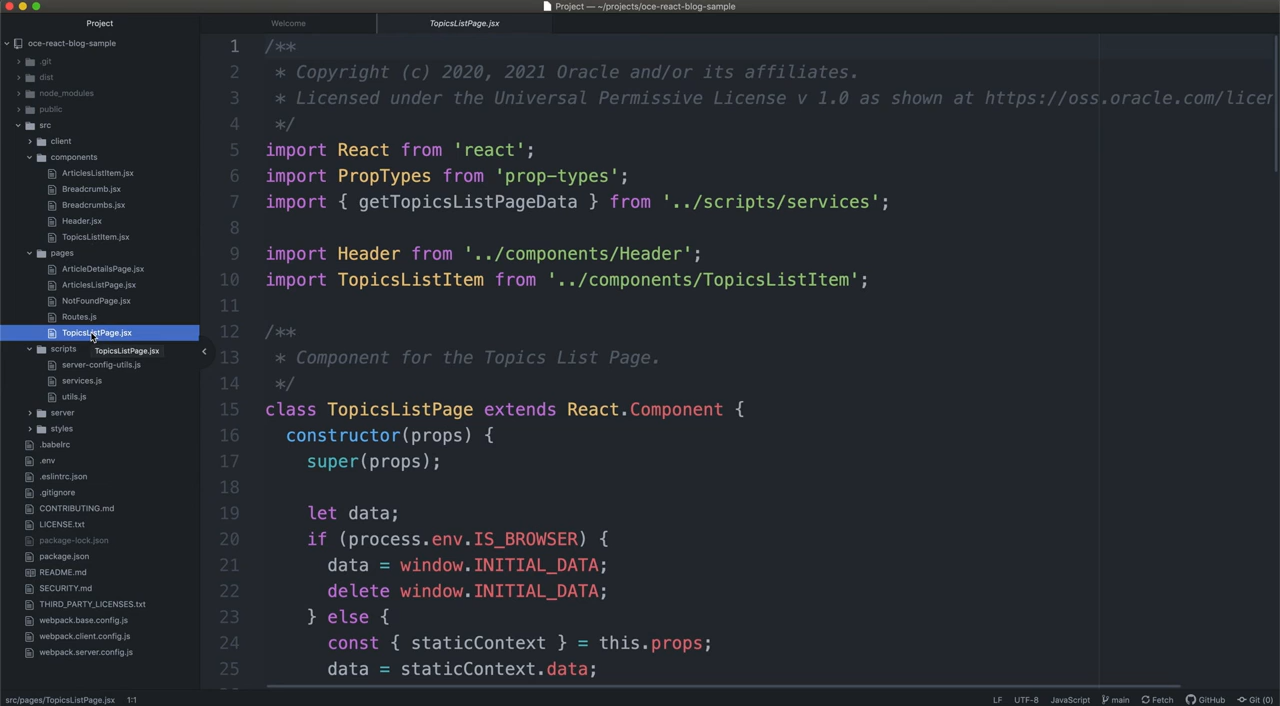 Project — ~/projects/oce-react-blog-sample
Project
Welcome
TopicsListPage.jsx
oce-react-blog-sample
.git
dist
node_modules
public
src
client
components
ArticlesListItem.jsx
Breadcrumb.jsx
Breadcrumbs.jsx
Header.jsx
TopicsListItem.jsx
pages
ArticleDetailsPage.jsx
ArticlesListPage.jsx
NotFoundPage.jsx
Routes.js
TopicsListPage.jsx
scripts
TopicsListPage.jsx
server-config-utils.js
services.js
utils.js
server
styles
.babelrc
.env
.eslintrc.json
.gitignore
CONTRIBUTING.md
LICENSE.txt
package-lock.json
package.json
README.md
SECURITY.md
THIRD_PARTY_LICENSES.txt
webpack.base.config.js
webpack.client.config.js
webpack.server.config.js
1 /**
2  * Copyright (c) 2020, 2021 Oracle and/or its affiliates.
3  * Licensed under the Universal Permissive License v 1.0 as shown at https://oss.oracle.com/licen
4  */
5 import React from 'react';
6 import PropTypes from 'prop-types';
7 import { getTopicsListPageData } from '../scripts/services';
8
9 import Header from '../components/Header';
10 import TopicsListItem from '../components/TopicsListItem';
11
12 /**
13  * Component for the Topics List Page.
14  */
15 class TopicsListPage extends React.Component {
16   constructor(props) {
17     super(props);
18
19     let data;
20     if (process.env.IS_BROWSER) {
21       data = window.INITIAL_DATA;
22       delete window.INITIAL_DATA;
23     } else {
24       const { staticContext } = this.props;
25       data = staticContext.data;
src/pages/TopicsListPage.jsx 1:1
LF UTF-8 JavaScript main Fetch GitHub Git (0)